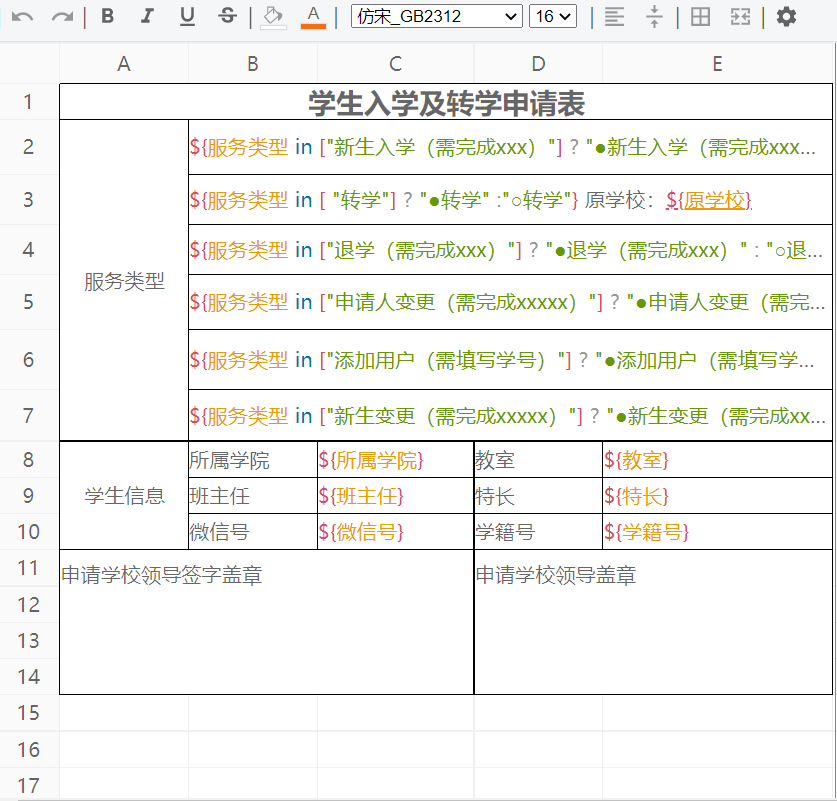 B I U S A 仿宋_GB2312 16
A B C D E
1 学生入学及转学申请表
2 ${服务类型 in ["新生入学（需完成xxx）"] ? "●新生入学（需完成xxx...
3 ${服务类型 in [ "转学"] ? "●转学" :"○转学"} 原学校：${原学校}
4 ${服务类型 in ["退学（需完成xxx）"] ? "●退学（需完成xxx）" : "○退...
服务类型
5 ${服务类型 in ["申请人变更（需完成xxxxx）"] ? "●申请人变更（需完...
6 ${服务类型 in ["添加用户（需填写学号）"] ? "●添加用户（需填写学...
7 ${服务类型 in ["新生变更（需完成xxxxx）"] ? "●新生变更（需完成xx...
8 所属学院 ${所属学院} 教室 ${教室}
9 学生信息 班主任 ${班主任} 特长 ${特长}
10 微信号 ${微信号} 学籍号 ${学籍号}
11 申请学校领导签字盖章 申请学校领导盖章
12
13
14
15
16
17